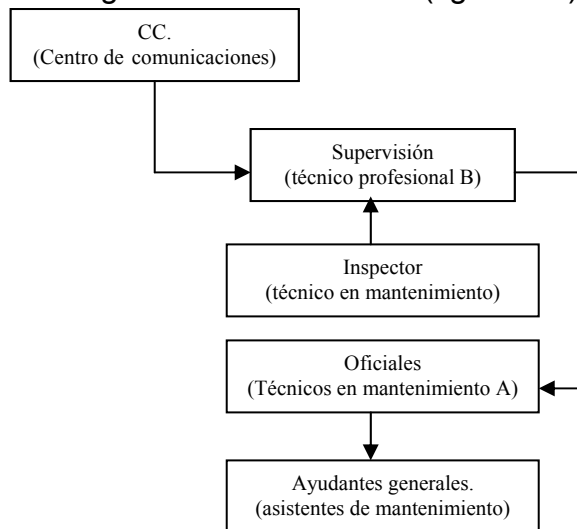 CC.
(Centro de comunicaciones)
Supervisión
(técnico profesional B)
Inspector
(técnico en mantenimiento)
Oficiales
(Técnicos en mantenimiento A)
Ayudantes generales.
(asistentes de mantenimiento)